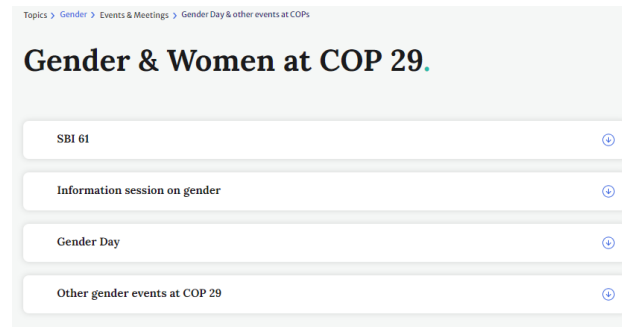 Topics > Gender > Events & Meetings > Gender Day & other events at COPs
Gender & Women at COP 29.
SBI 61
Information session on gender
Gender Day
Other gender events at COP 29